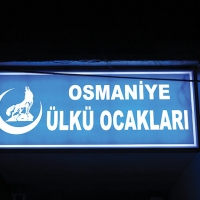 OSMANİYE
ÜLKÜ OCAKLARI